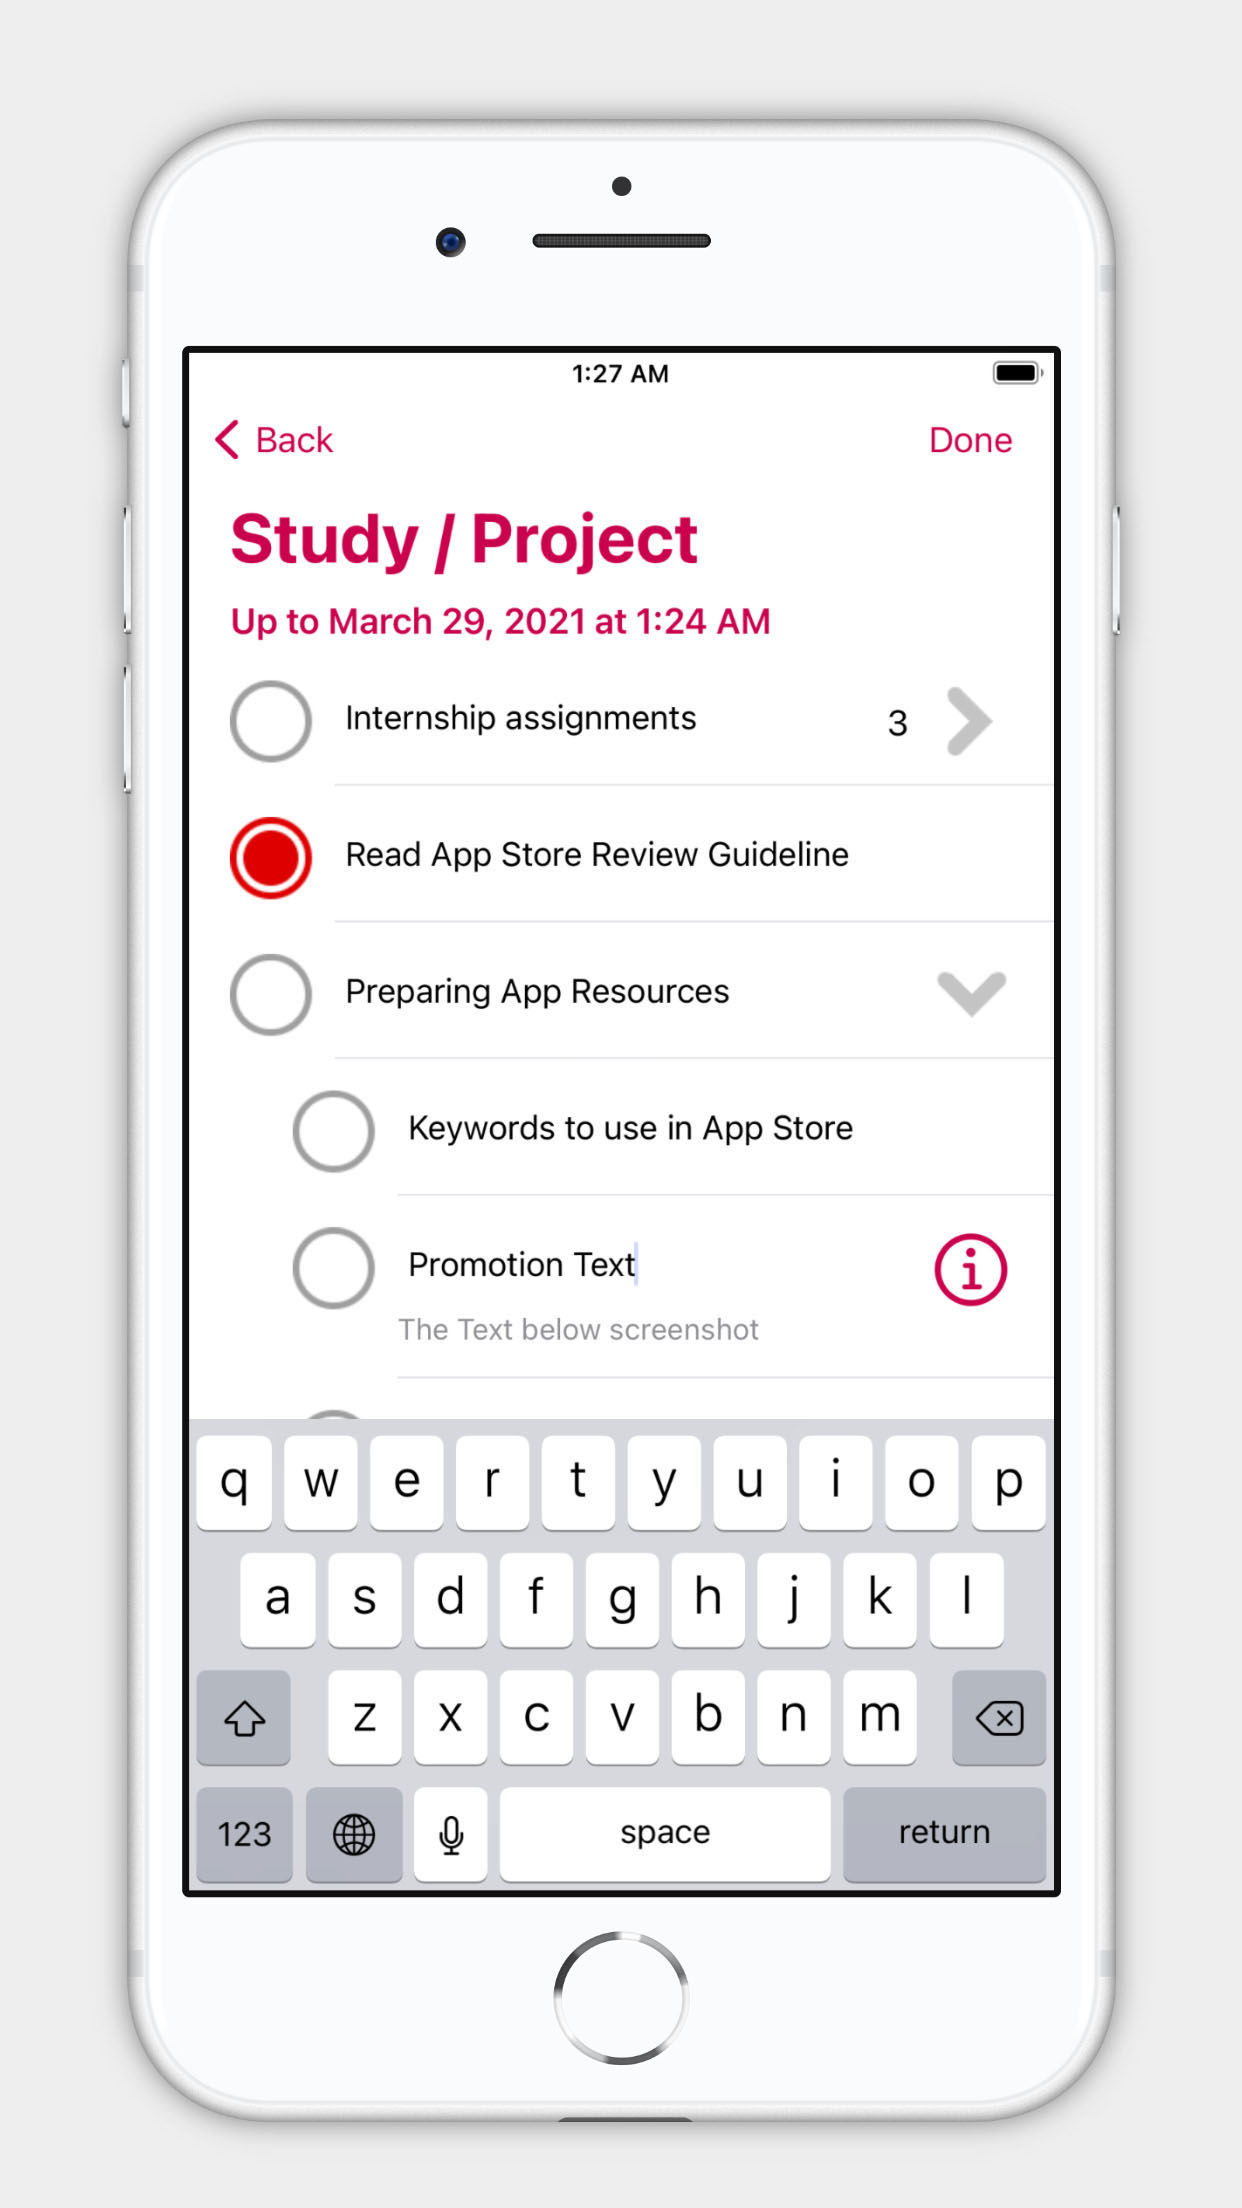 1:27 AM
Back
Done
Study / Project
Up to March 29, 2021 at 1:24 AM
Internship assignments 3
Read App Store Review Guideline
Preparing App Resources
Keywords to use in App Store
Promotion Text
The Text below screenshot
q w e r t y u i o p
a s d f g h j k l
z x c v b n m
123 space return